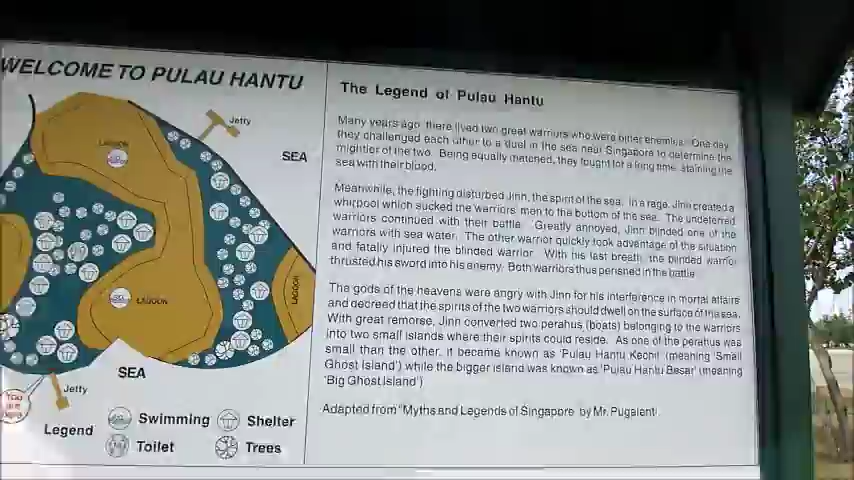 WELCOME TO PULAU HANTU
Jetty
LAGOON
SEA
LAGOON
LAGOON
SEA
Jetty
You are here
Legend
Swimming
Shelter
Toilet
Trees
The Legend of Pulau Hantu
Many years ago there lived two great warriors who were bitter enemies. One day
they challenged each other to a duel in the sea near Singapore to determine the
mightier of the two. Being equally matched, they fought for a long time, staining the
sea with their blood.
Meanwhile, the fighting disturbed Jinn, the spirit of the sea. In a rage, Jinn created a
whirpool which sucked the warriors men to the bottom of the sea. The undeterred
warriors continued with their battle. Greatly annoyed, Jinn blinded one of the
warriors with sea water. The other warrior quickly took advantage of the situation
and fatally injured the blinded warrior. With his last breath, the blinded warrior
thrusted his sword into his enemy. Both warriors thus perished in the battle.
The gods of the heavens were angry with Jinn for his interference in mortal affairs
and decreed that the spirits of the two warriors should dwell on the surface of the sea.
With great remorse, Jinn converted two perahus (boats) belonging to the warriors
into two small islands where their spirits could reside. As one of the perahus was
small than the other, it became known as 'Pulau Hantu Kechil' (meaning 'Small
Ghost Island') while the bigger island was known as 'Pulau Hantu Besar' (meaning
'Big Ghost Island')
Adapted from "Myths and Legends of Singapore by Mr. Pugalenti